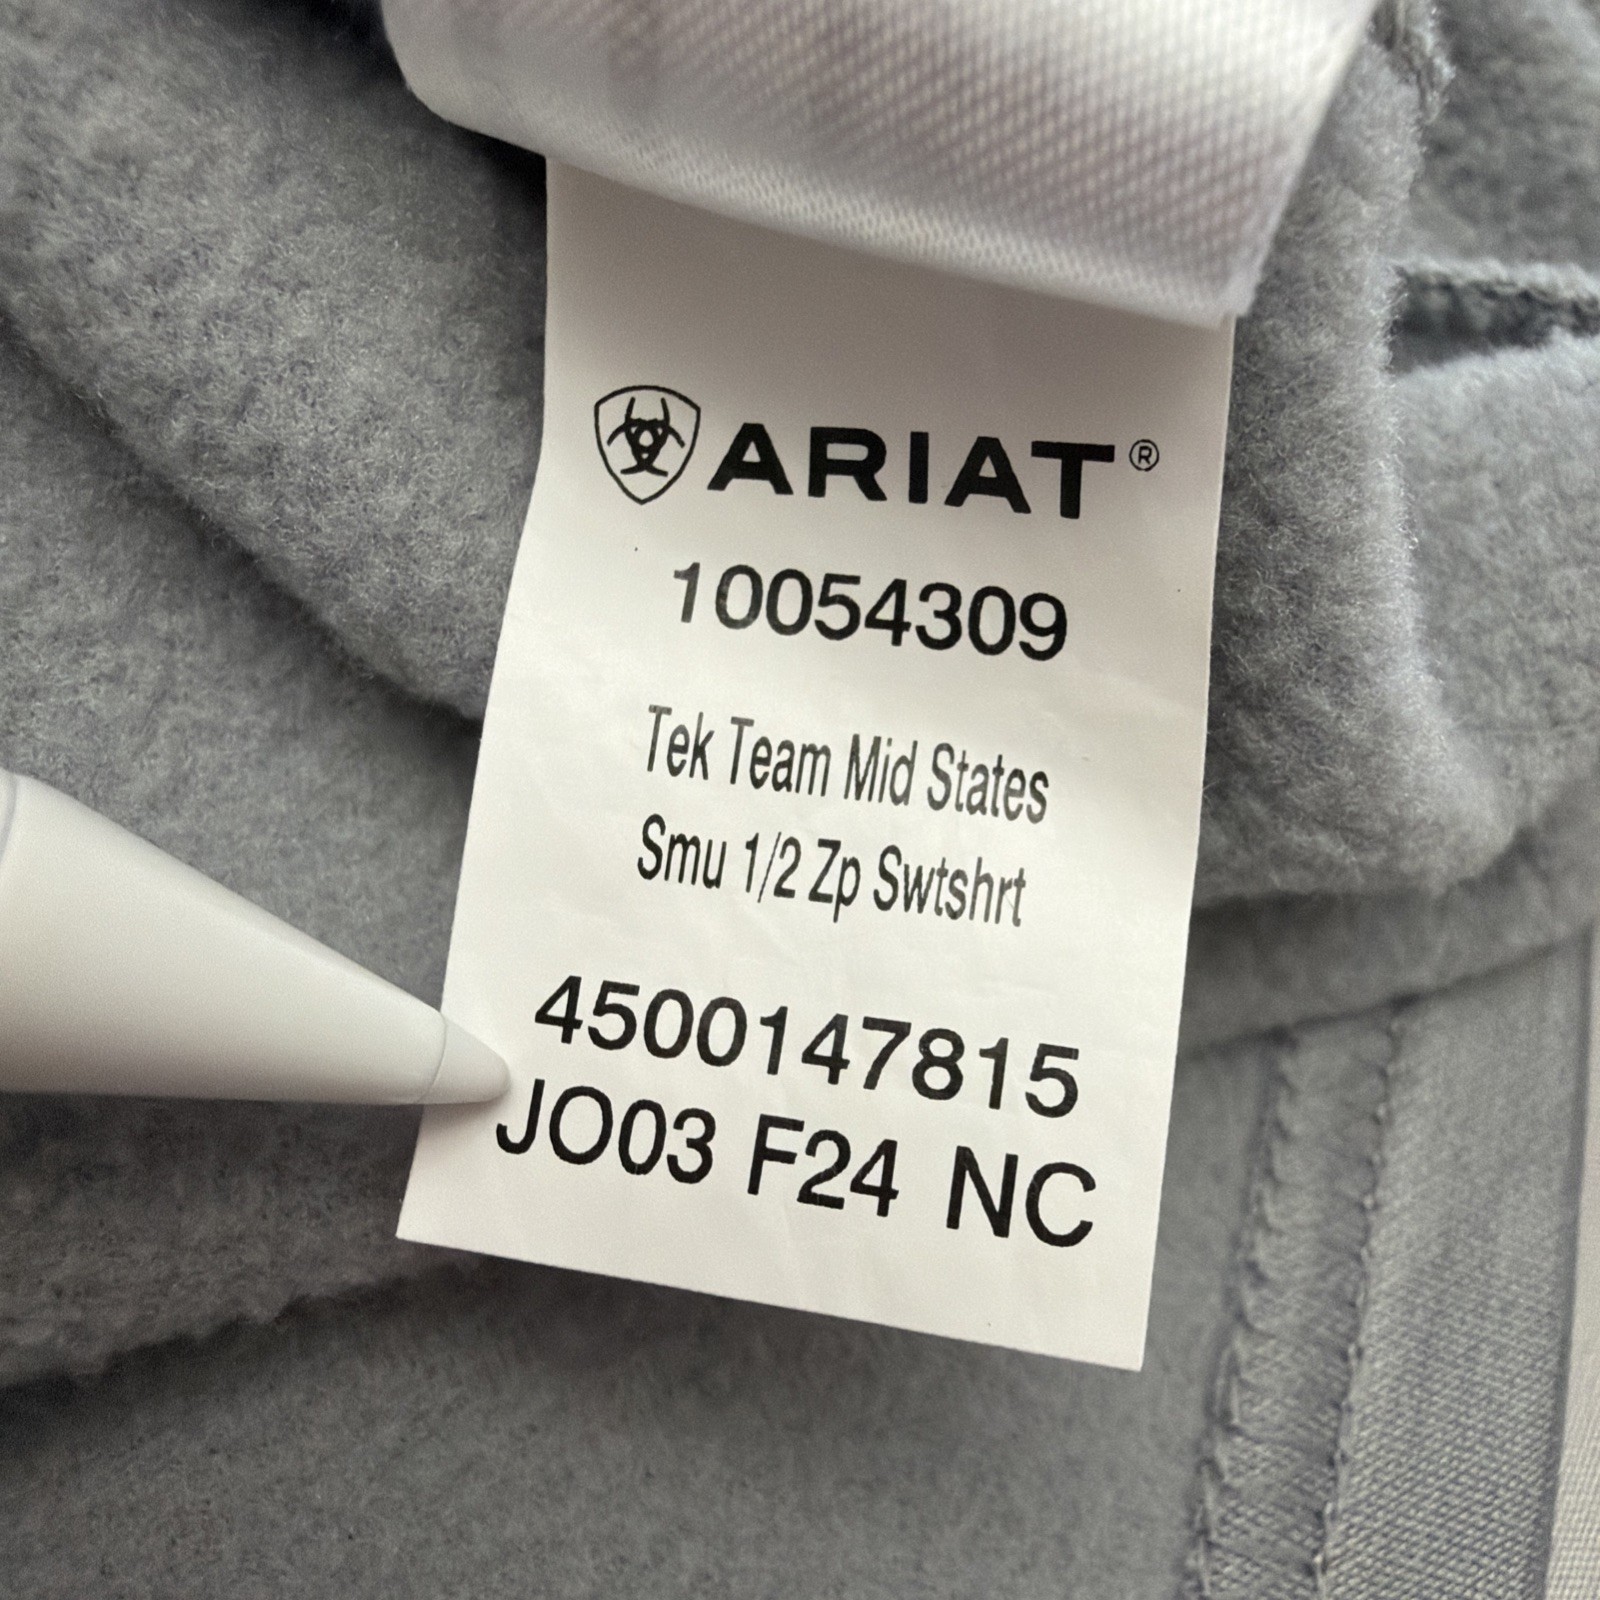 ARIAT®
10054309
Tek Team Mid States
Smu 1/2 Zp Swtshrt
4500147815
JO03 F24 NC